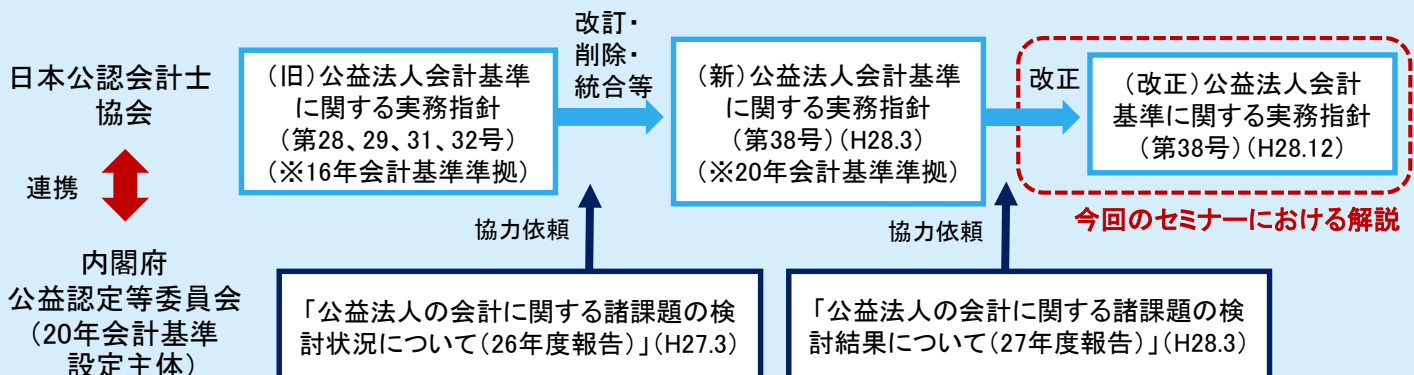 日本公認会計士
協会
(旧)公益法人会計基準
に関する実務指針
(第28、29、31、32号)
(※16年会計基準準拠)
改訂・
削除・
統合等
(新)公益法人会計基準
に関する実務指針
(第38号)(H28.3)
(※20年会計基準準拠)
改正
(改正)公益法人会計
基準に関する実務指針
(第38号)(H28.12)
今回のセミナーにおける解説
連携
協力依頼
協力依頼
内閣府
公益認定等委員会
(20年会計基準
設定主体)
「公益法人の会計に関する諸課題の検
討状況について(26年度報告)」(H27.3)
「公益法人の会計に関する諸課題の検
討結果について(27年度報告)」(H28.3)